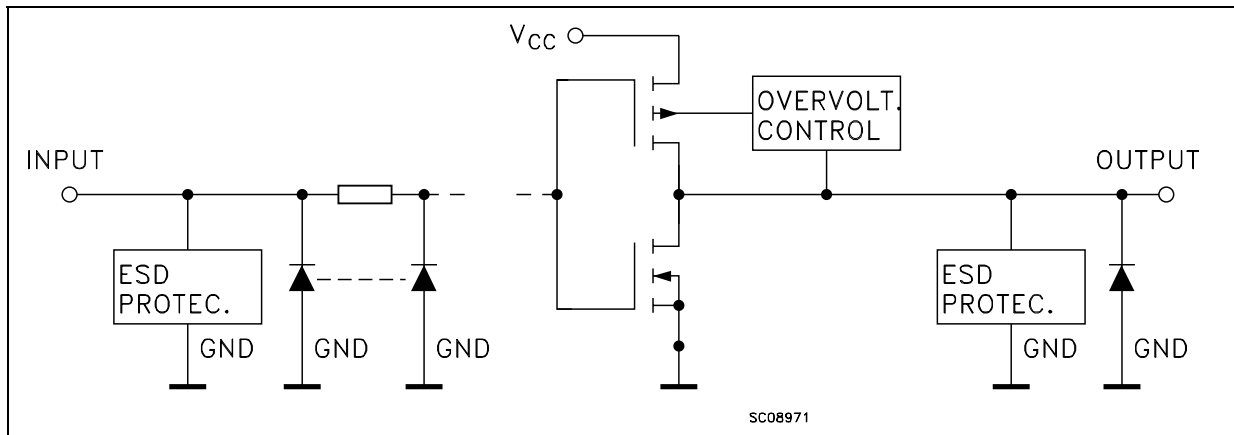 VCC
OVERVOLT.
CONTROL
INPUT
OUTPUT
ESD
PROTEC.
ESD
PROTEC.
GND
GND
GND
GND
GND
SC08971